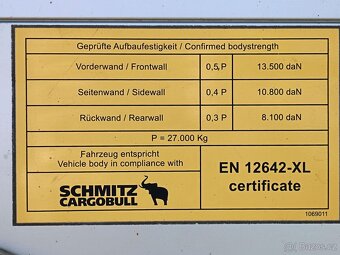 Geprüfte Aufbaufestigkeit / Confirmed bodystrength
Vorderwand / Frontwall 0,5 P 13.500 daN
Seitenwand / Sidewall 0,4 P 10.800 daN
Rückwand / Rearwall 0,3 P 8.100 daN
P = 27.000 Kg
Fahrzeug entspricht
Vehicle body in compliance with
SCHMITZ
CARGOBULL
EN 12642-XL
certificate
1069011
Bazos.cz